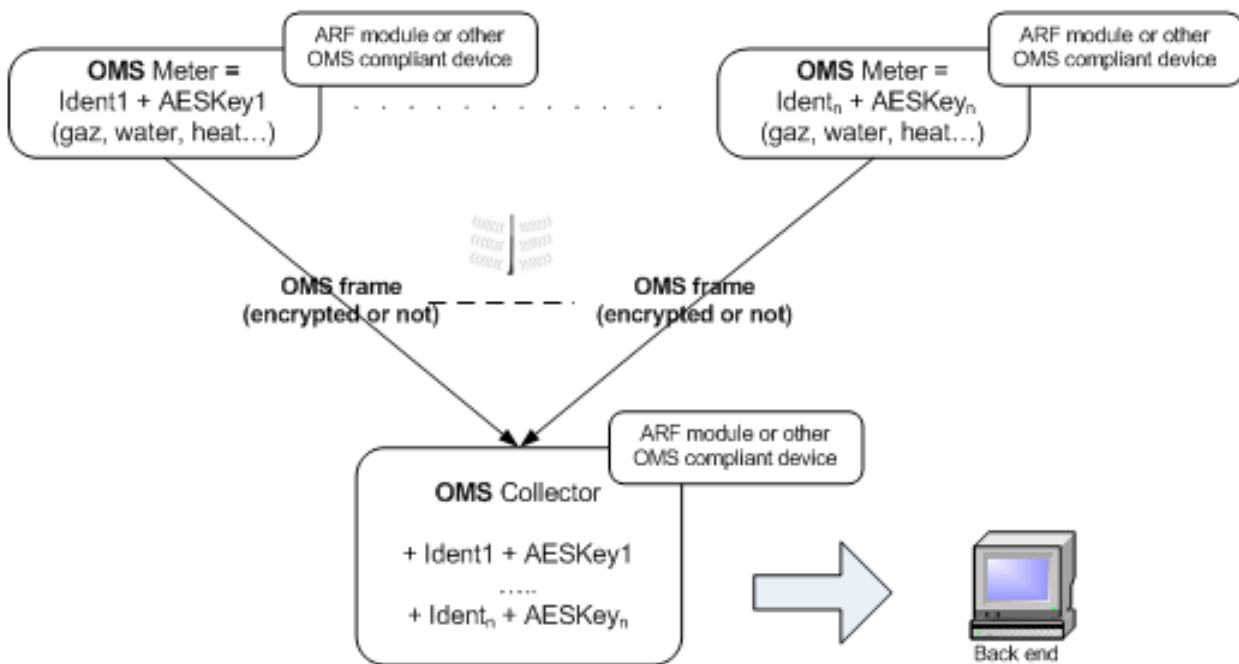 ARF module or other
OMS compliant device
OMS Meter =
Ident1 + AESKey1
(gaz, water, heat...)
ARF module or other
OMS compliant device
OMS Meter =
Identₙ + AESKeyₙ
(gaz, water, heat...)
OMS frame
(encrypted or not)
OMS frame
(encrypted or not)
ARF module or other
OMS compliant device
OMS Collector
+ Ident1 + AESKey1
......
+ Identₙ + AESKeyₙ
Back end